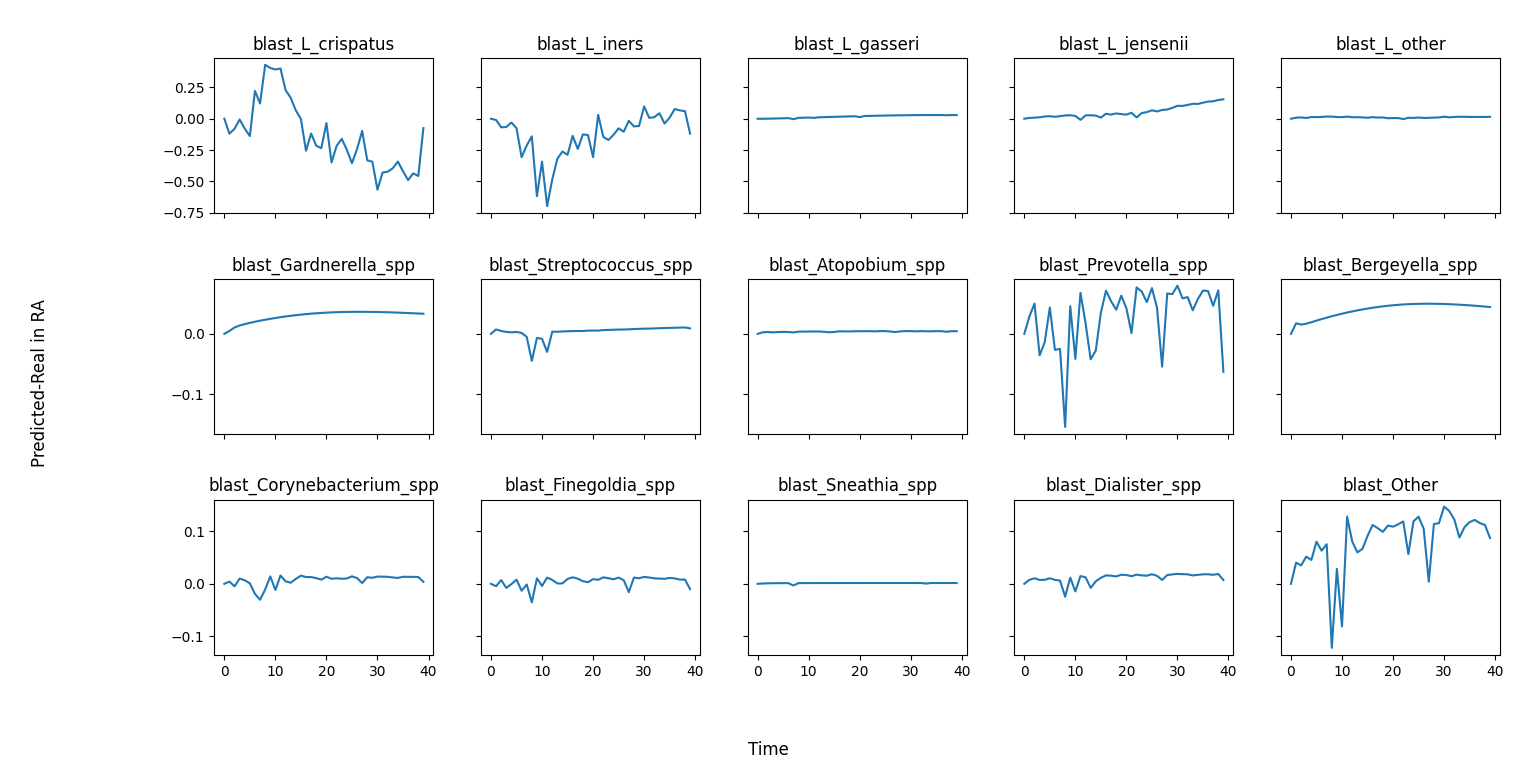 blast_L_crispatus blast_L_iners blast_L_gasseri blast_L_jensenii blast_L_other
0.25
0.00
−0.25
−0.50
−0.75
blast_Gardnerella_spp blast_Streptococcus_spp blast_Atopobium_spp blast_Prevotella_spp blast_Bergeyella_spp
0.0
−0.1
Predicted-Real in RA
blast_Corynebacterium_spp blast_Finegoldia_spp blast_Sneathia_spp blast_Dialister_spp blast_Other
0.1
0.0
−0.1
0 10 20 30 40 0 10 20 30 40 0 10 20 30 40 0 10 20 30 40 0 10 20 30 40
Time